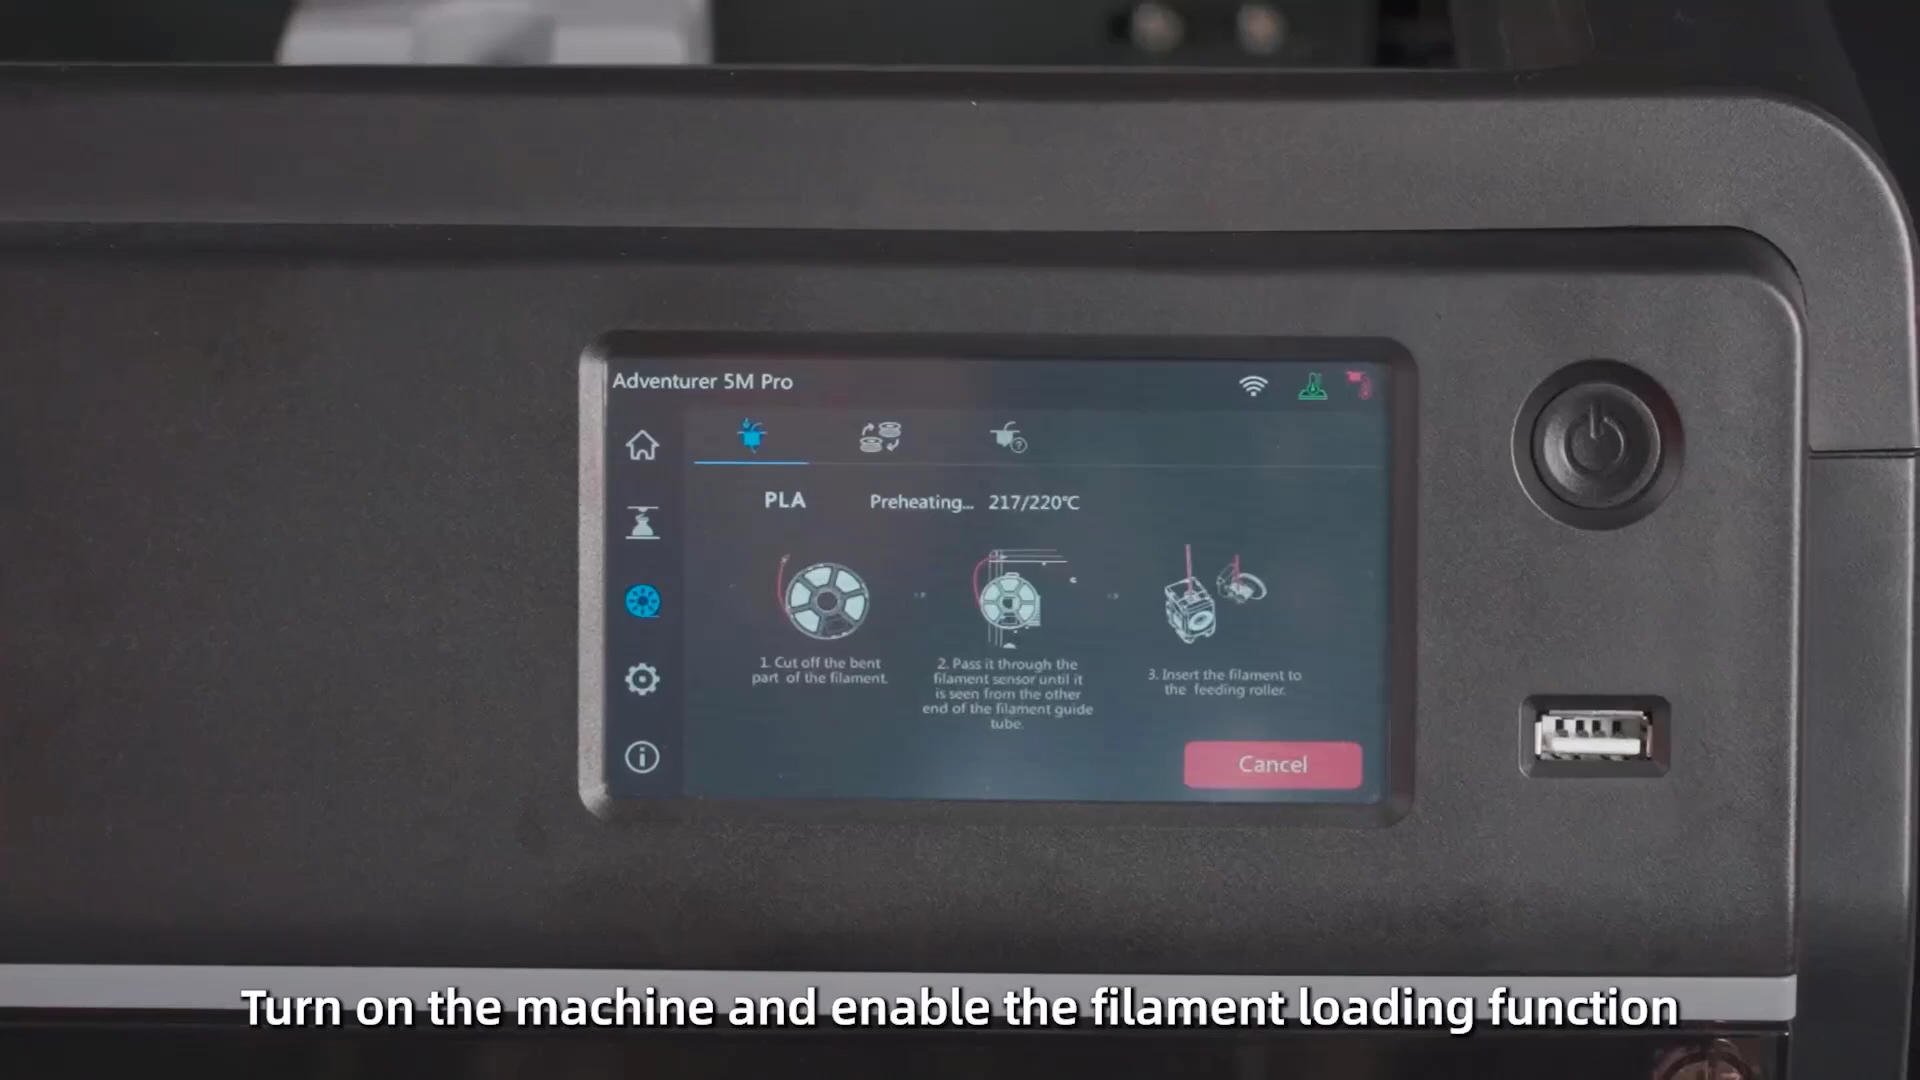 Adventurer 5M Pro
PLA
Preheating... 217/220℃
1. Cut off the bent
part of the filament.
2. Pass it through the
filament sensor until it
is seen from the other
end of the filament guide
tube.
3. Insert the filament to
the feeding roller.
Cancel
Turn on the machine and enable the filament loading function